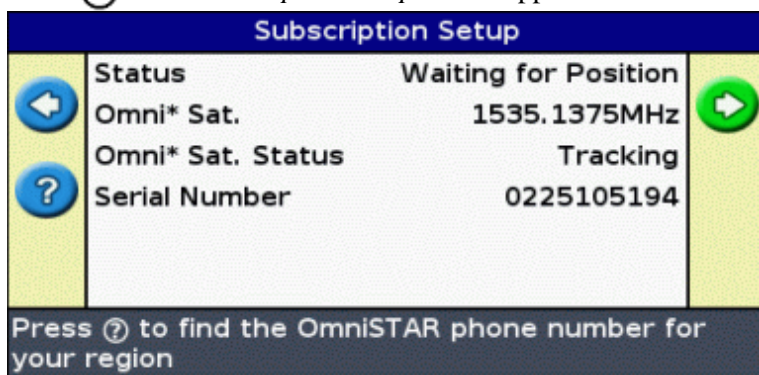 Subscription Setup
Status Waiting for Position
Omni* Sat. 1535.1375MHz
Omni* Sat. Status Tracking
Serial Number 0225105194
?
Press ? to find the OmniSTAR phone number for
your region